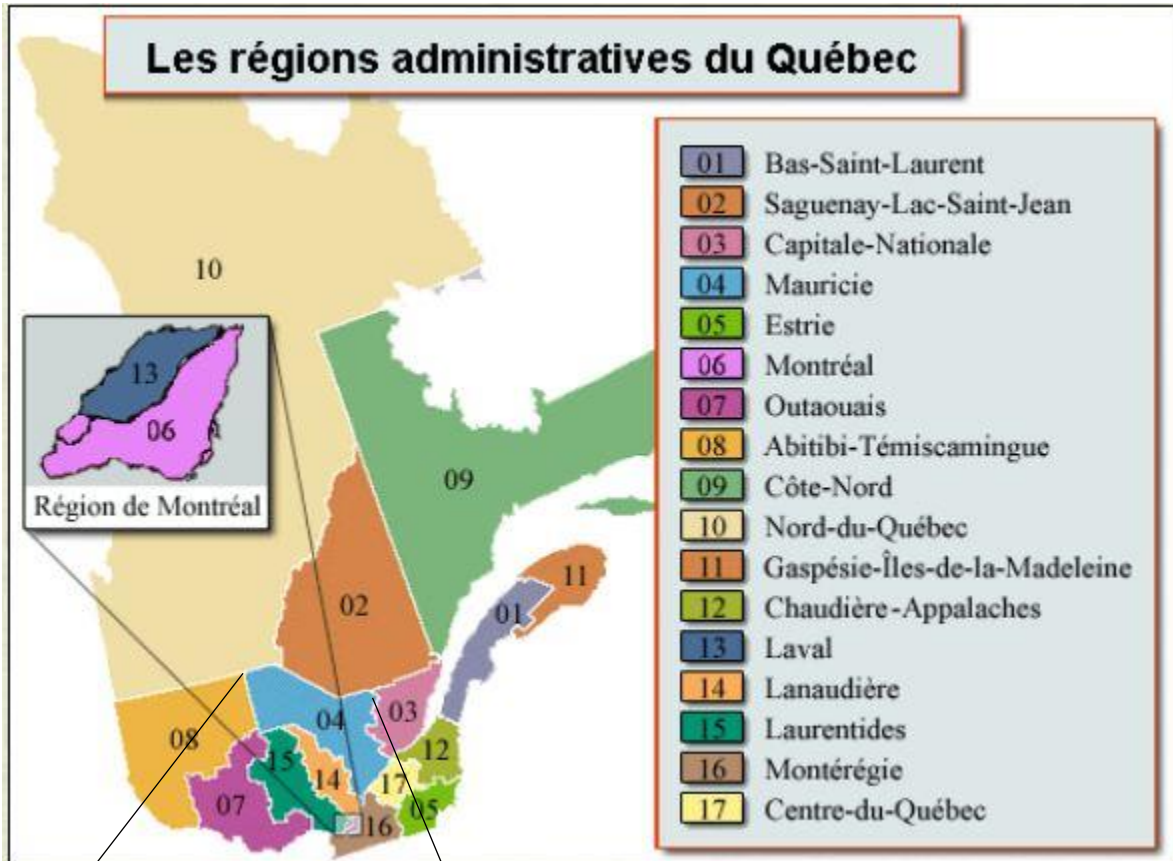 Les régions administratives du Québec
01 Bas-Saint-Laurent
02 Saguenay-Lac-Saint-Jean
03 Capitale-Nationale
04 Mauricie
05 Estrie
06 Montréal
07 Outaouais
08 Abitibi-Témiscamingue
09 Côte-Nord
10 Nord-du-Québec
11 Gaspésie-Îles-de-la-Madeleine
12 Chaudière-Appalaches
13 Laval
14 Lanaudière
15 Laurentides
16 Montérégie
17 Centre-du-Québec
10
13
06
Région de Montréal
09
11
02
01
03
04
08
12
15
14
17
07
05
16